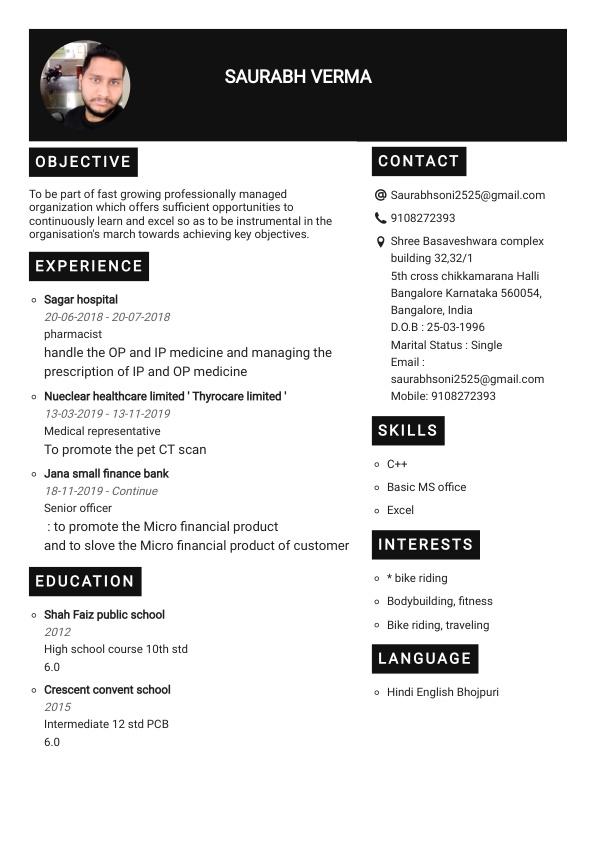 SAURABH VERMA
OBJECTIVE
To be part of fast growing professionally managed
organization which offers sufficient opportunities to
continuously learn and excel so as to be instrumental in the
organisation's march towards achieving key objectives.
EXPERIENCE
Sagar hospital
20-06-2018 - 20-07-2018
pharmacist
handle the OP and IP medicine and managing the
prescription of IP and OP medicine
Nueclear healthcare limited ' Thyrocare limited '
13-03-2019 - 13-11-2019
Medical representative
To promote the pet CT scan
Jana small finance bank
18-11-2019 - Continue
Senior officer
: to promote the Micro financial product
and to slove the Micro financial product of customer
EDUCATION
Shah Faiz public school
2012
High school course 10th std
6.0
Crescent convent school
2015
Intermediate 12 std PCB
6.0
CONTACT
Saurabhsoni2525@gmail.com
9108272393
Shree Basaveshwara complex
building 32,32/1
5th cross chikkamarana Halli
Bangalore Karnataka 560054,
Bangalore, India
D.O.B : 25-03-1996
Marital Status : Single
Email :
saurabhsoni2525@gmail.com
Mobile: 9108272393
SKILLS
C++
Basic MS office
Excel
INTERESTS
* bike riding
Bodybuilding, fitness
Bike riding, traveling
LANGUAGE
Hindi English Bhojpuri